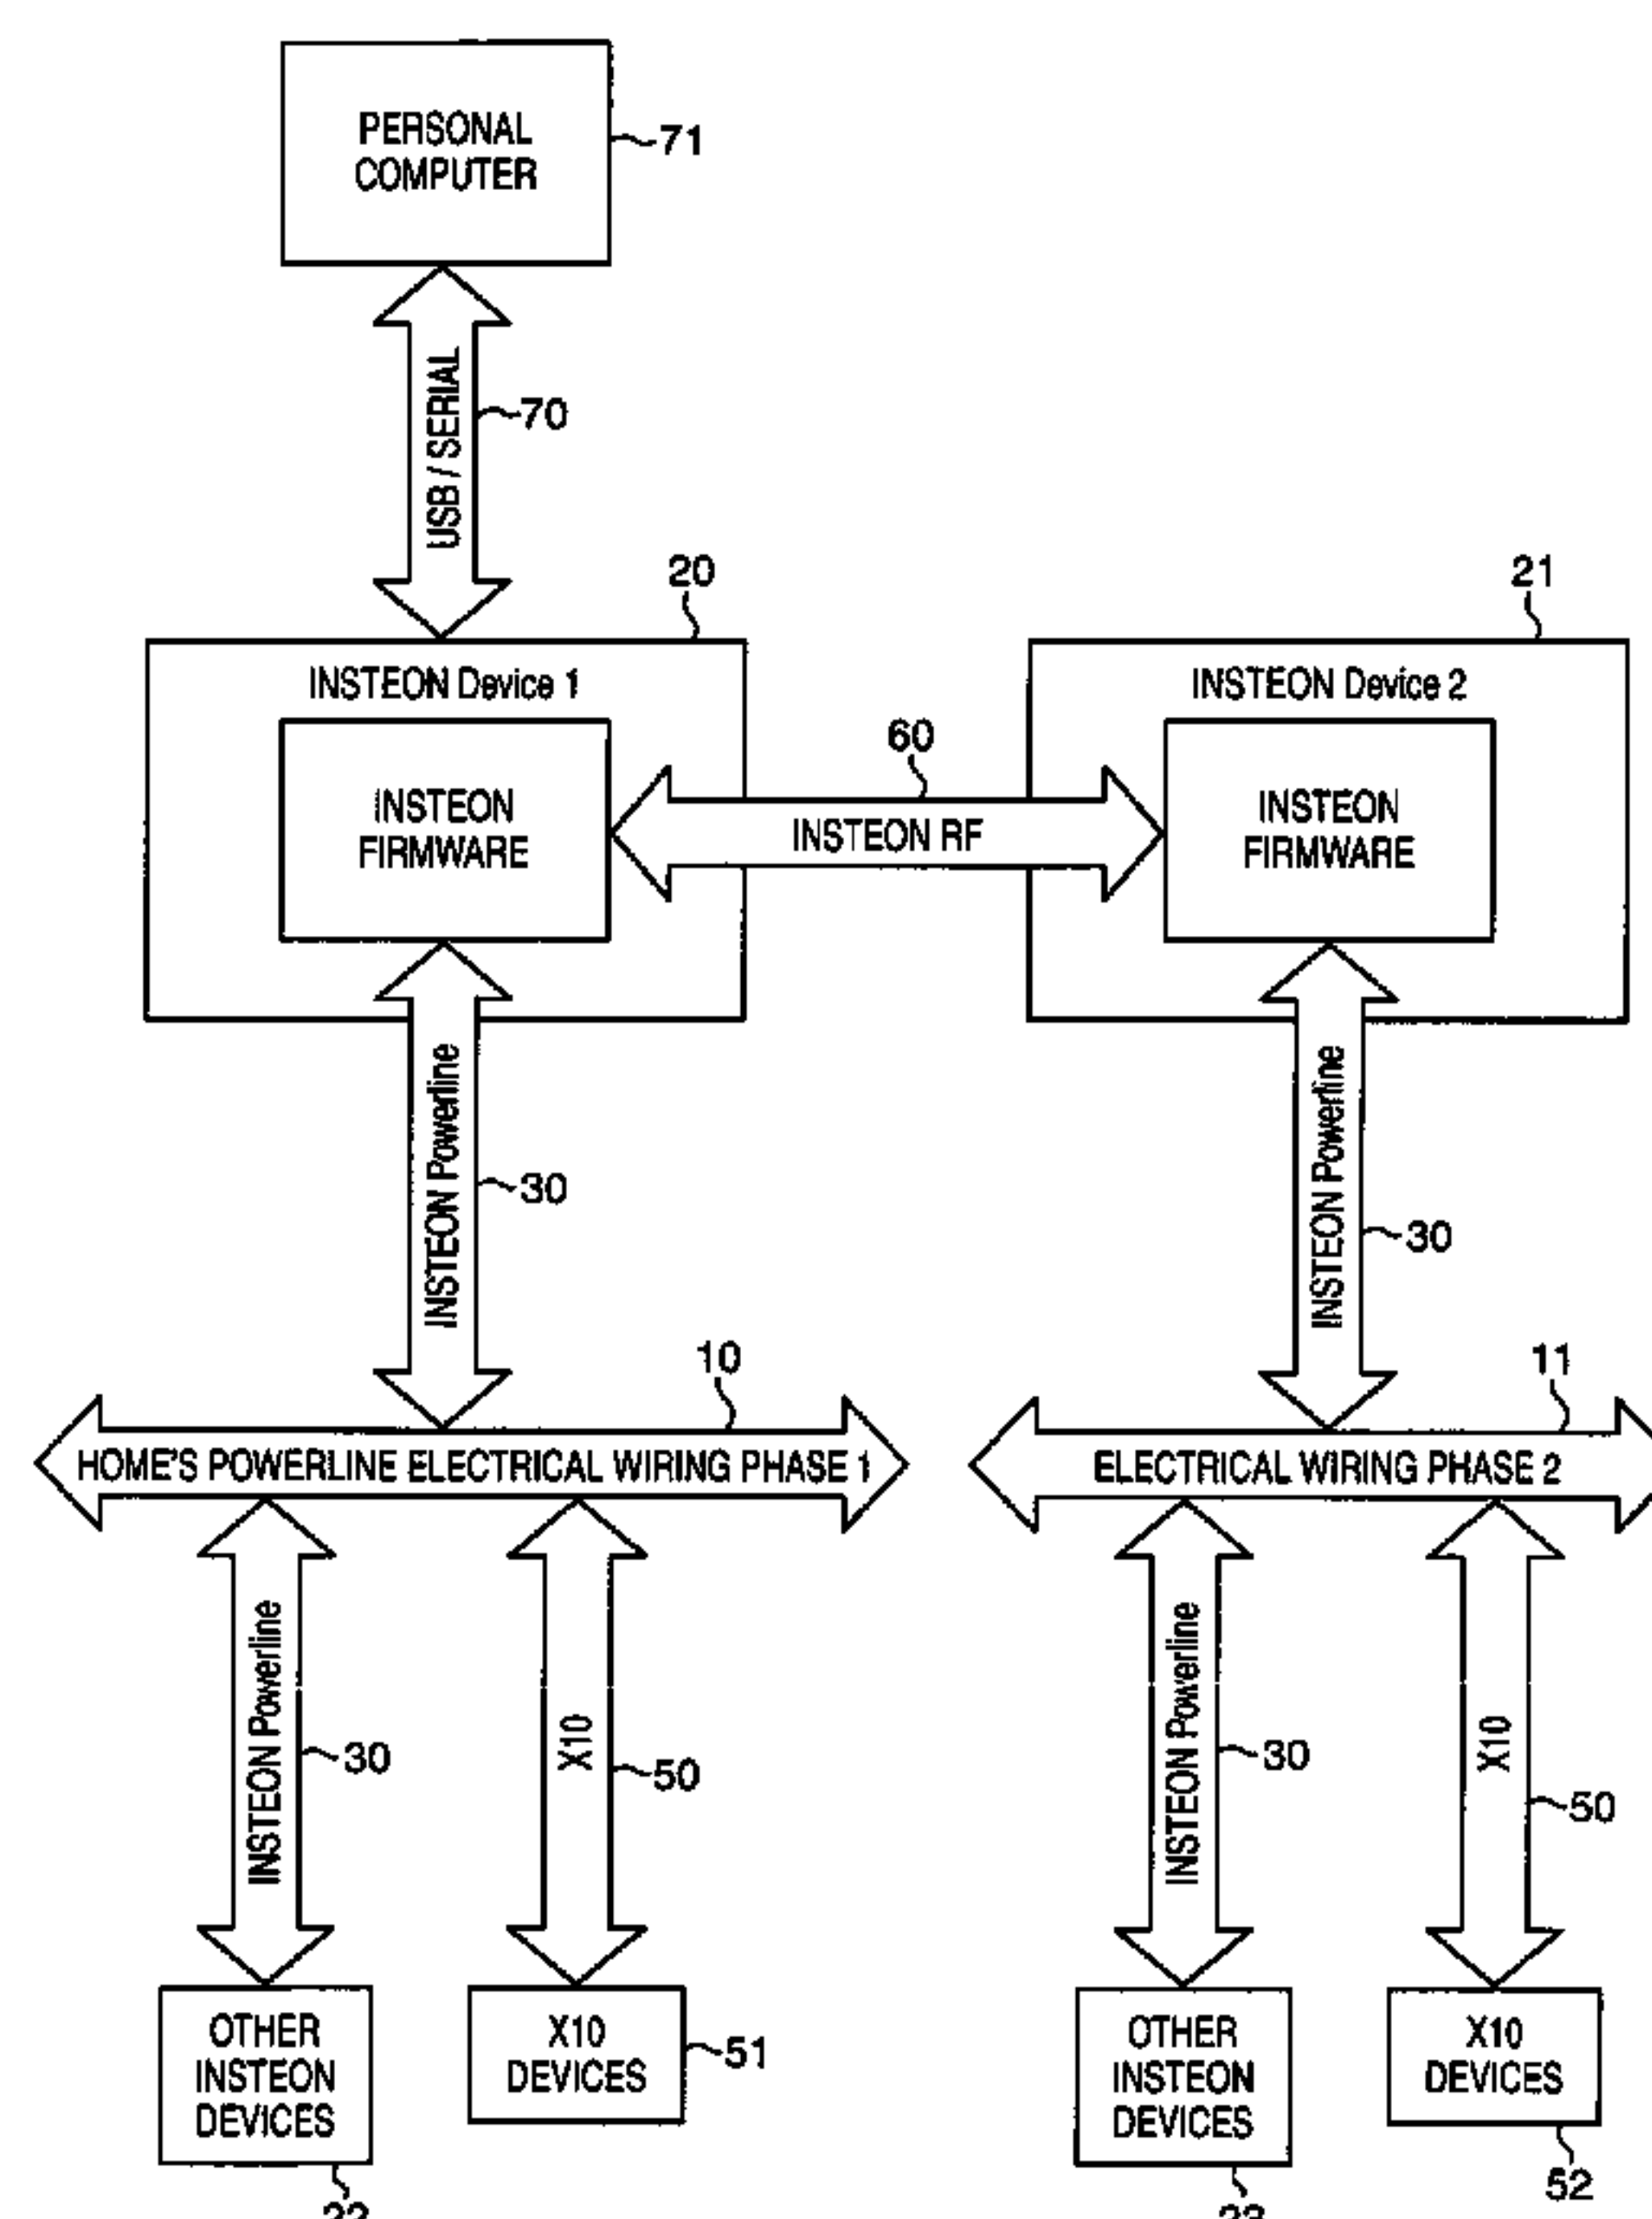 PERSONAL
COMPUTER
71
USB / SERIAL
70
20
21
INSTEON Device 1
INSTEON Device 2
60
INSTEON
FIRMWARE
INSTEON RF
INSTEON
FIRMWARE
INSTEON Powerline
30
INSTEON Powerline
30
10
11
HOME'S POWERLINE ELECTRICAL WIRING PHASE 1
ELECTRICAL WIRING PHASE 2
INSTEON Powerline
30
X10
50
INSTEON Powerline
30
X10
50
OTHER
INSTEON
DEVICES
X10
DEVICES
51
OTHER
INSTEON
DEVICES
X10
DEVICES
52